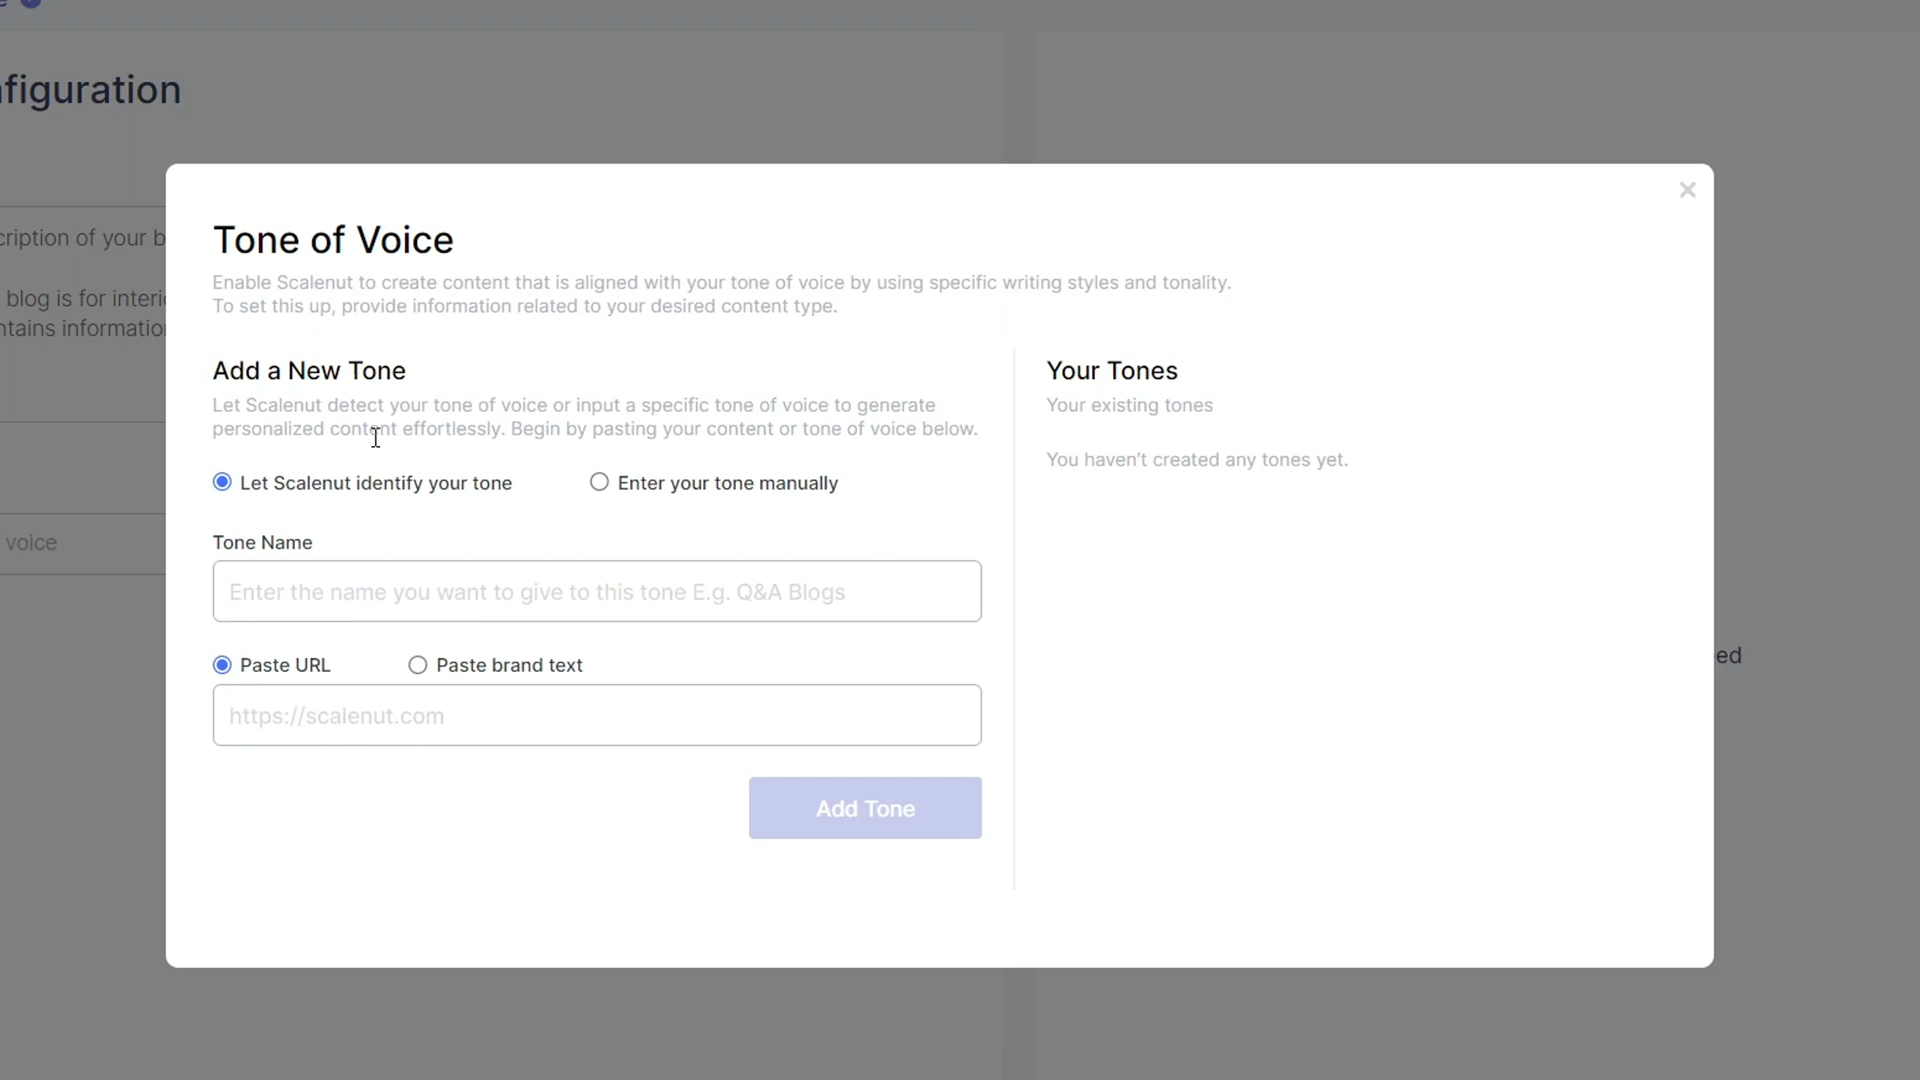 figuration
cription of your b
blog is for interi
ntains informatio
voice
Tone of Voice
Enable Scalenut to create content that is aligned with your tone of voice by using specific writing styles and tonality.
To set this up, provide information related to your desired content type.
Add a New Tone
Let Scalenut detect your tone of voice or input a specific tone of voice to generate
personalized content effortlessly. Begin by pasting your content or tone of voice below.
Let Scalenut identify your tone
Enter your tone manually
Tone Name
Enter the name you want to give to this tone E.g. Q&A Blogs
Paste URL
Paste brand text
https://scalenut.com
Add Tone
Your Tones
Your existing tones
You haven’t created any tones yet.
ed